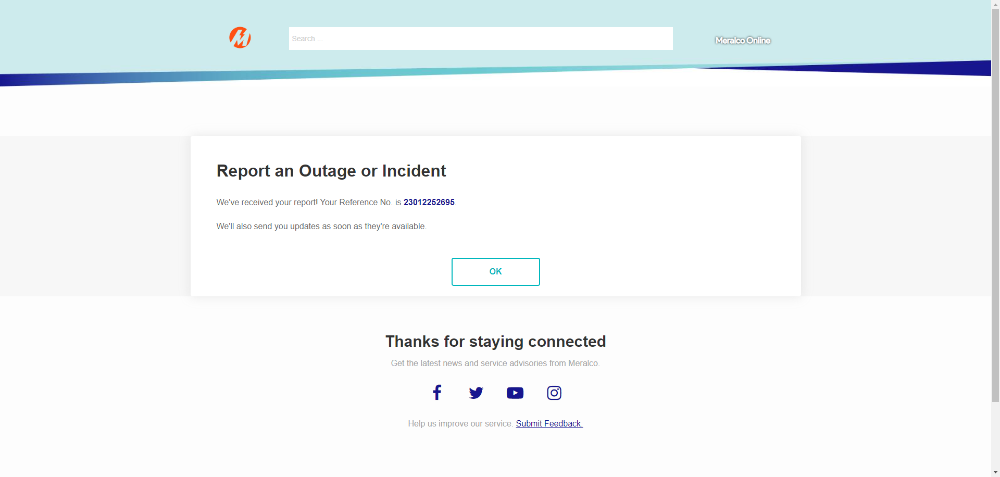 Search ...
Meralco Online
Report an Outage or Incident
We've received your report! Your Reference No. is 23012252695.
We'll also send you updates as soon as they're available.
OK
Thanks for staying connected
Get the latest news and service advisories from Meralco.
Help us improve our service. Submit Feedback.